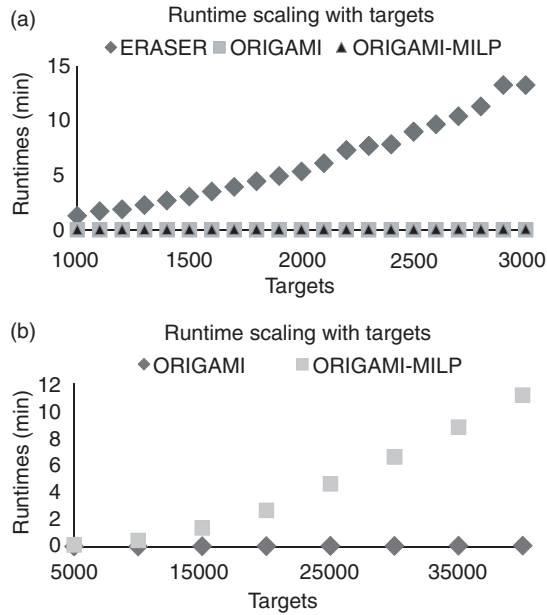 (a)
Runtime scaling with targets
ERASER ORIGAMI ORIGAMI-MILP
Runtimes (min)
15
10
5
0
1000 1500 2000 2500 3000
Targets
(b)
Runtime scaling with targets
ORIGAMI ORIGAMI-MILP
Runtimes (min)
12
10
8
6
4
2
0
5000 15000 25000 35000
Targets